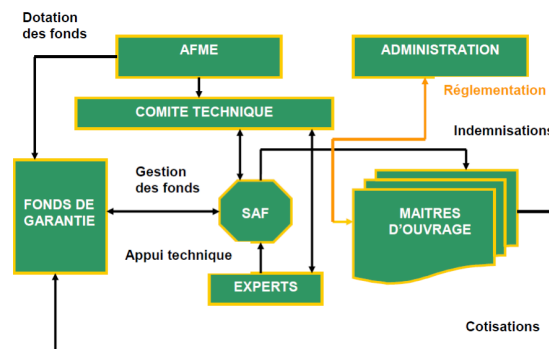 Dotation
des fonds
AFME
ADMINISTRATION
Réglementation
COMITE TECHNIQUE
Indemnisations
Gestion
des fonds
FONDS DE
GARANTIE
SAF
MAITRES
D'OUVRAGE
Appui technique
EXPERTS
Cotisations